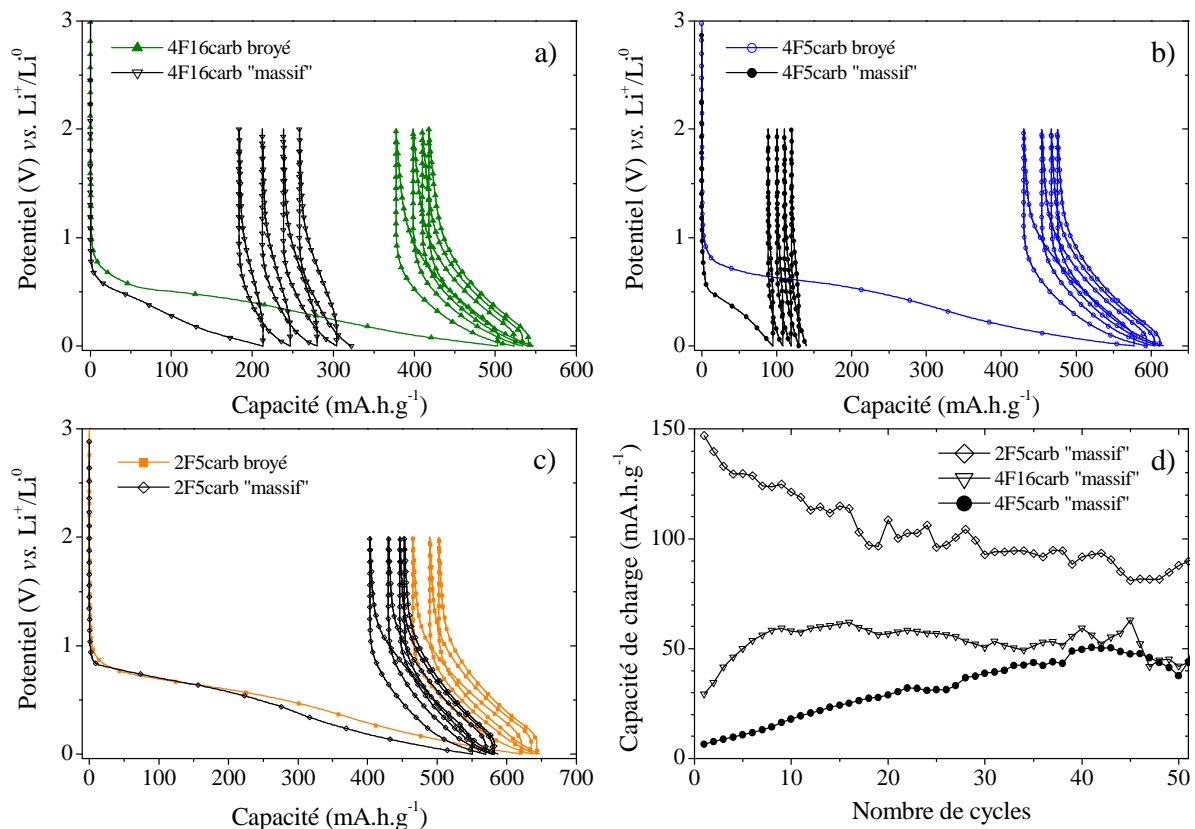 a)
4F16carb broyé
4F16carb "massif"
Potentiel (V) vs. Li⁺/Li⁰
3
2
1
0
0 100 200 300 400 500 600
Capacité (mA.h.g⁻¹)
b)
4F5carb broyé
4F5carb "massif"
Potentiel (V) vs. Li⁺/Li⁰
3
2
1
0
0 100 200 300 400 500 600
Capacité (mA.h.g⁻¹)
c)
2F5carb broyé
2F5carb "massif"
Potentiel (V) vs. Li⁺/Li⁰
3
2
1
0
0 100 200 300 400 500 600 700
Capacité (mA.h.g⁻¹)
d)
2F5carb "massif"
4F16carb "massif"
4F5carb "massif"
Capacité de charge (mA.h.g⁻¹)
150
100
50
0
0 10 20 30 40 50
Nombre de cycles